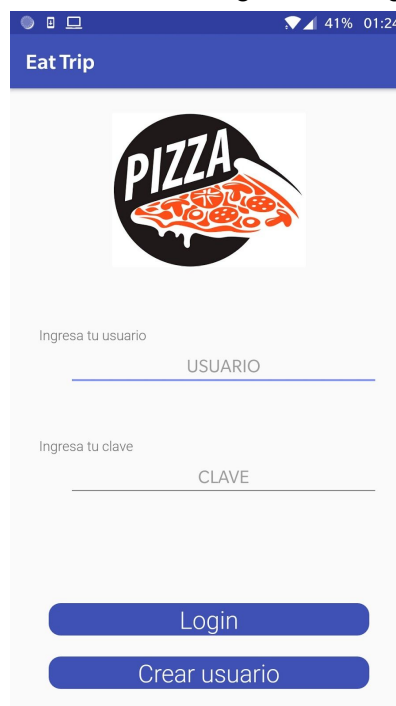 41% 01:24
Eat Trip
PIZZA
Ingresa tu usuario
USUARIO
Ingresa tu clave
CLAVE
Login
Crear usuario